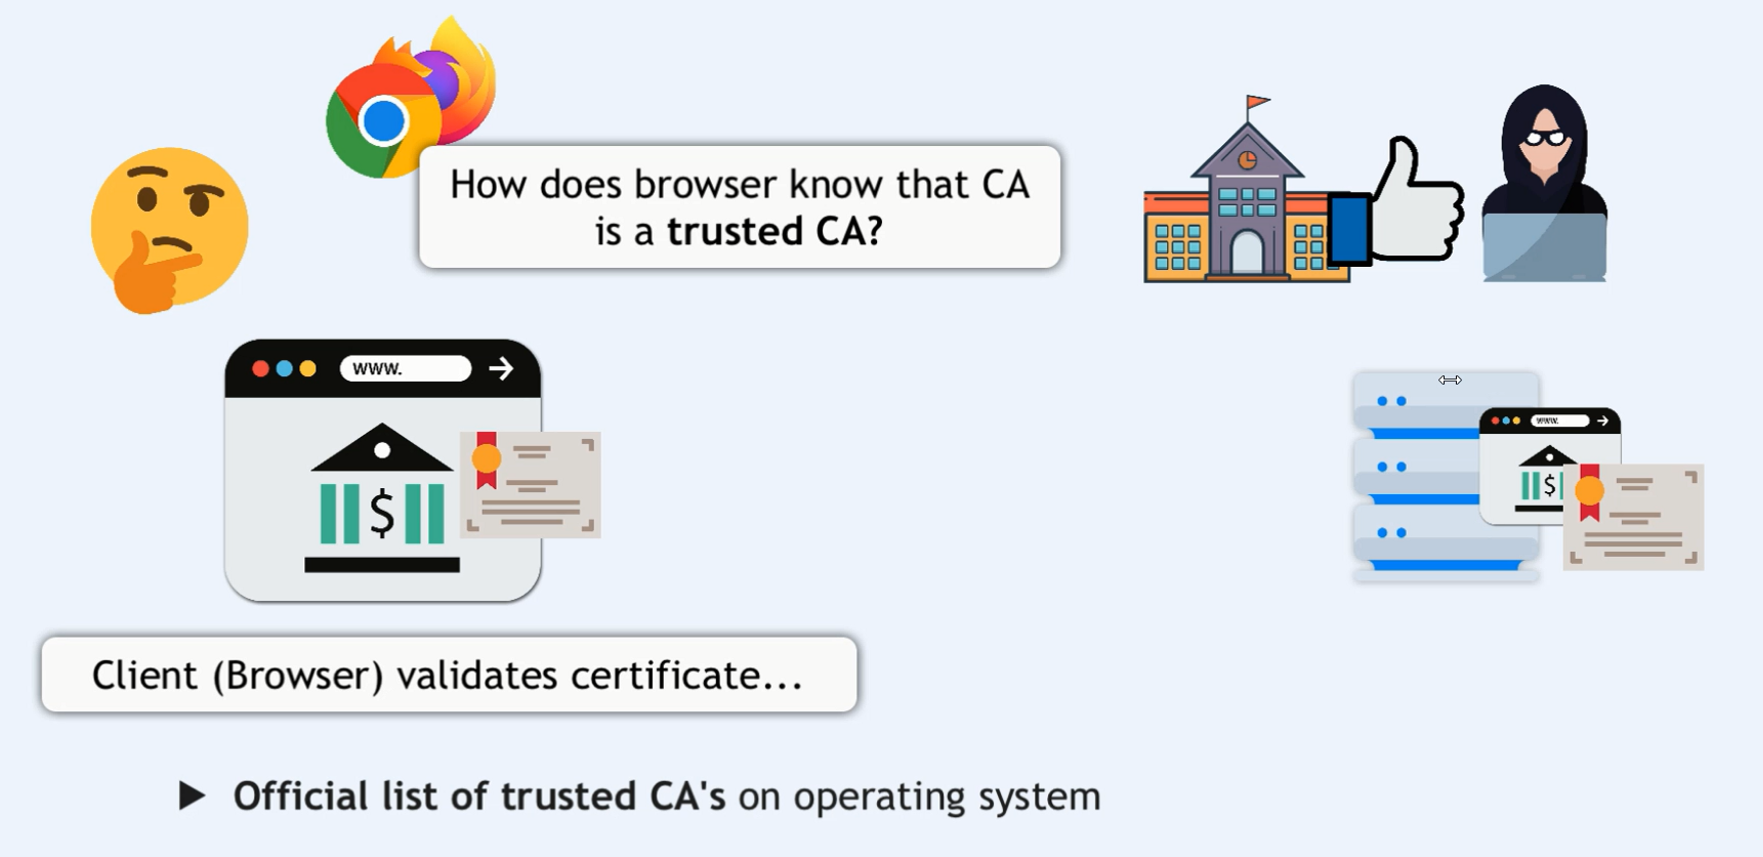 How does browser know that CA
is a trusted CA?
www.
$
www.
$
Client (Browser) validates certificate...
Official list of trusted CA's on operating system